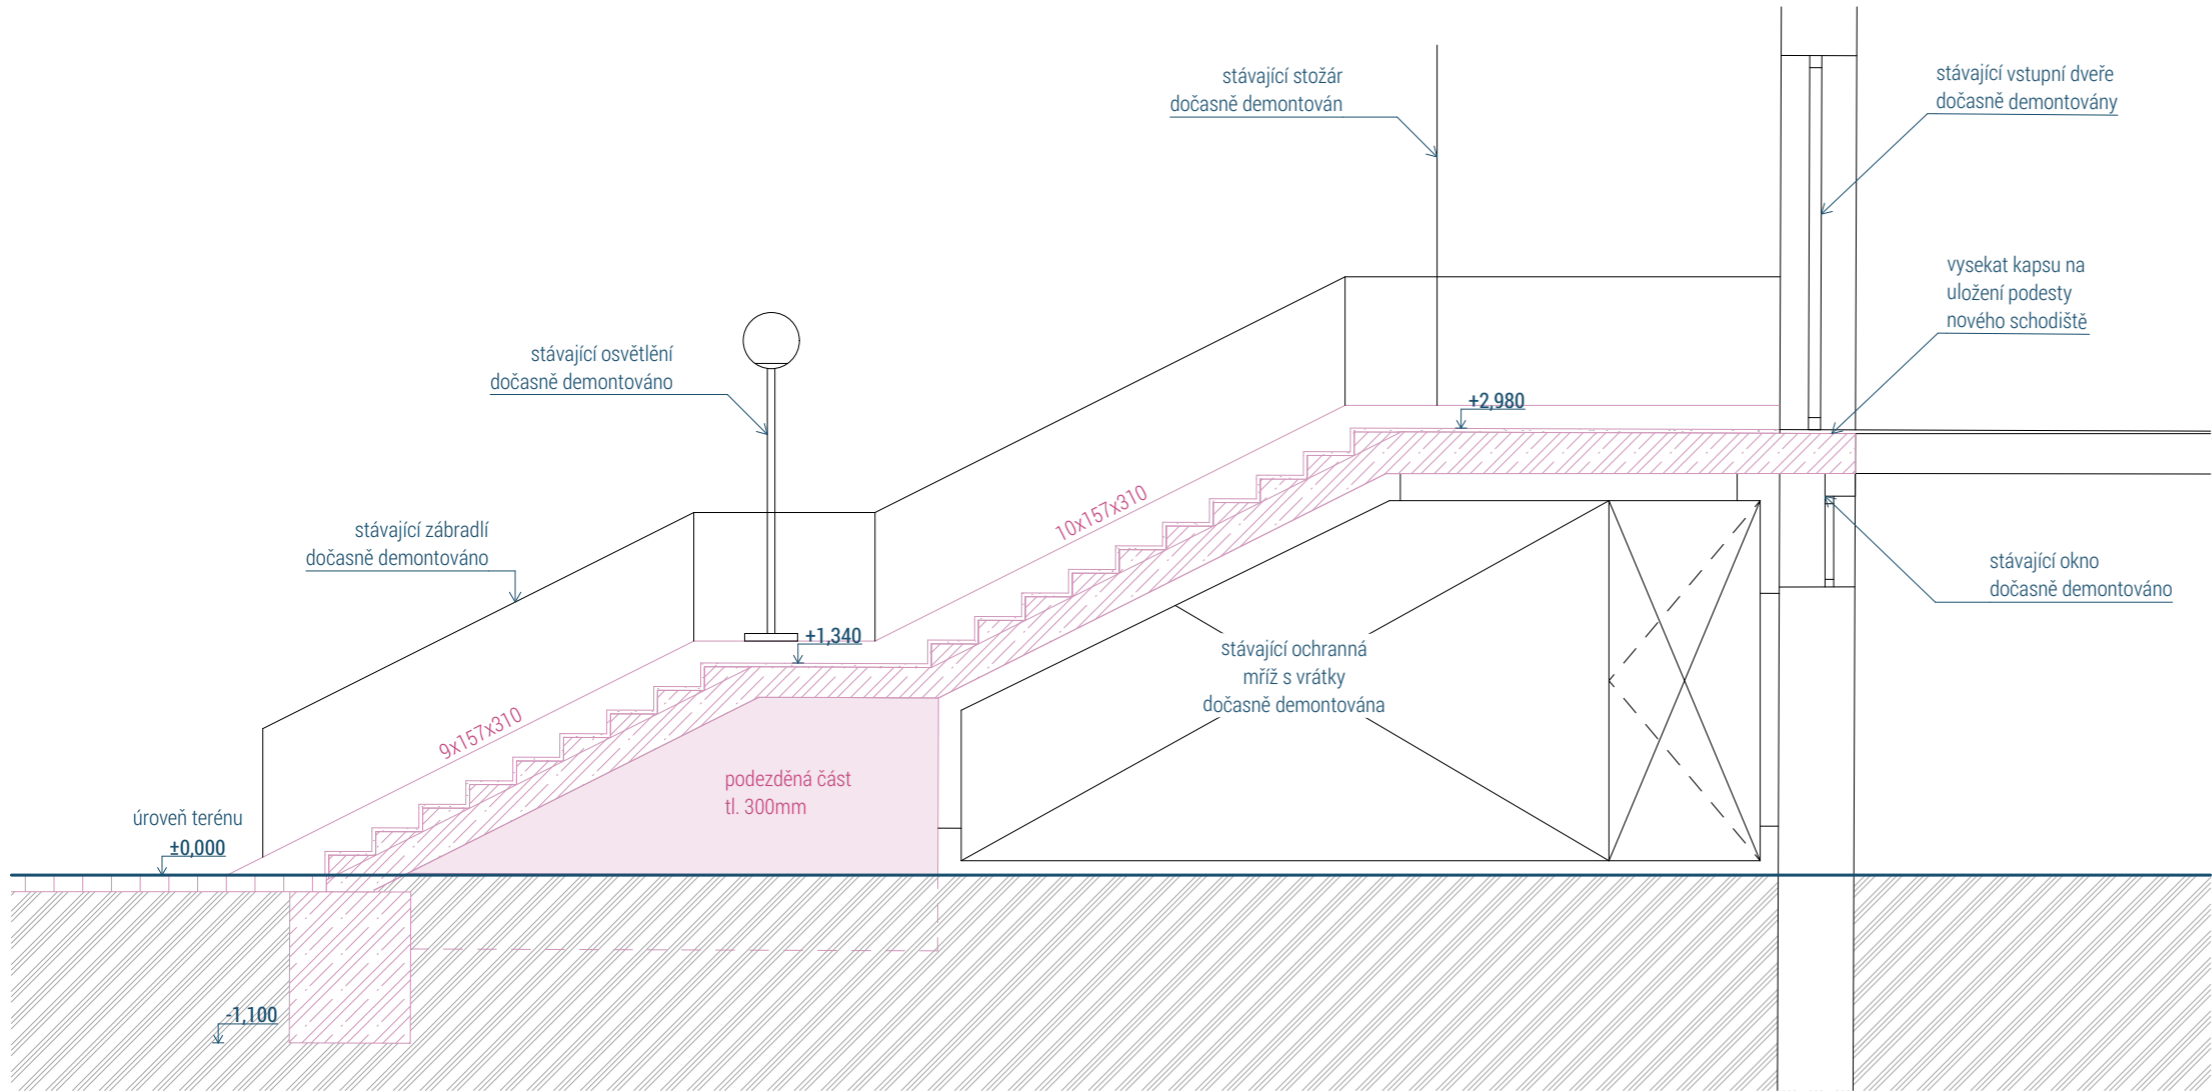 stávající stožár
dočasně demontován
stávající vstupní dveře
dočasně demontovány
vysekat kapsu na
uložení podesty
nového schodiště
stávající osvětlení
dočasně demontováno
+2,980
10x157x310
stávající zábradlí
dočasně demontováno
stávající okno
dočasně demontováno
+1,340
stávající ochranná
mříž s vrátky
dočasně demontována
9x157x310
podezděná část
tl. 300mm
úroveň terénu
±0,000
-1,100